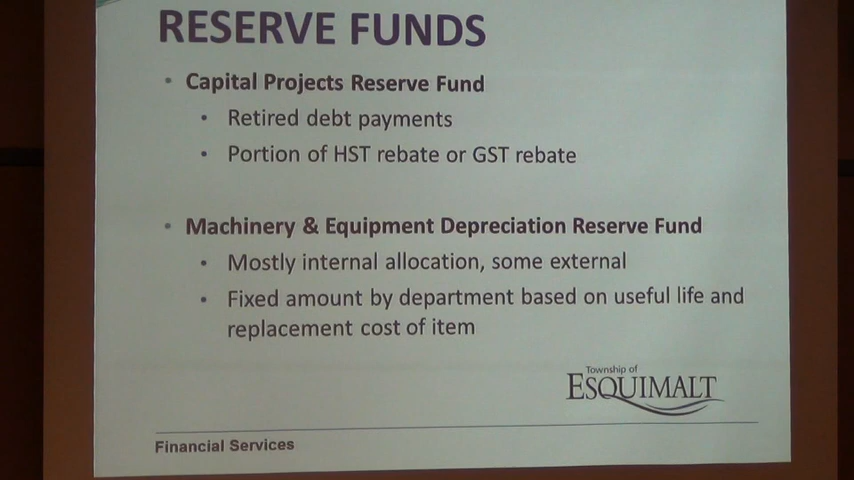 RESERVE FUNDS
• Capital Projects Reserve Fund
• Retired debt payments
• Portion of HST rebate or GST rebate
• Machinery & Equipment Depreciation Reserve Fund
• Mostly internal allocation, some external
• Fixed amount by department based on useful life and
replacement cost of item
Township of
ESQUIMALT
Financial Services